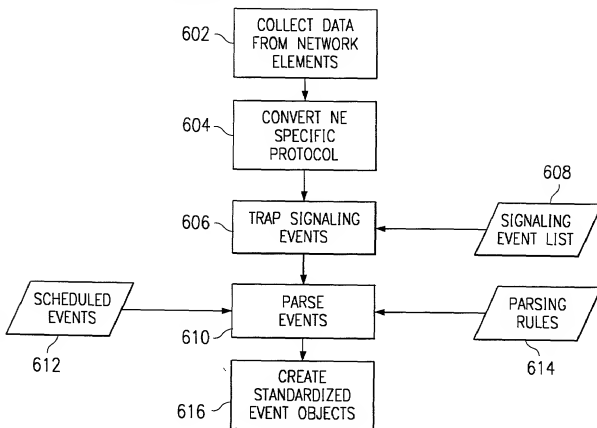 COLLECT DATA
FROM NETWORK
ELEMENTS
602
CONVERT NE
SPECIFIC
PROTOCOL
604
608
TRAP SIGNALING
EVENTS
606
SIGNALING
EVENT LIST
SCHEDULED
EVENTS
612
PARSE
EVENTS
610
PARSING
RULES
614
CREATE
STANDARDIZED
EVENT OBJECTS
616